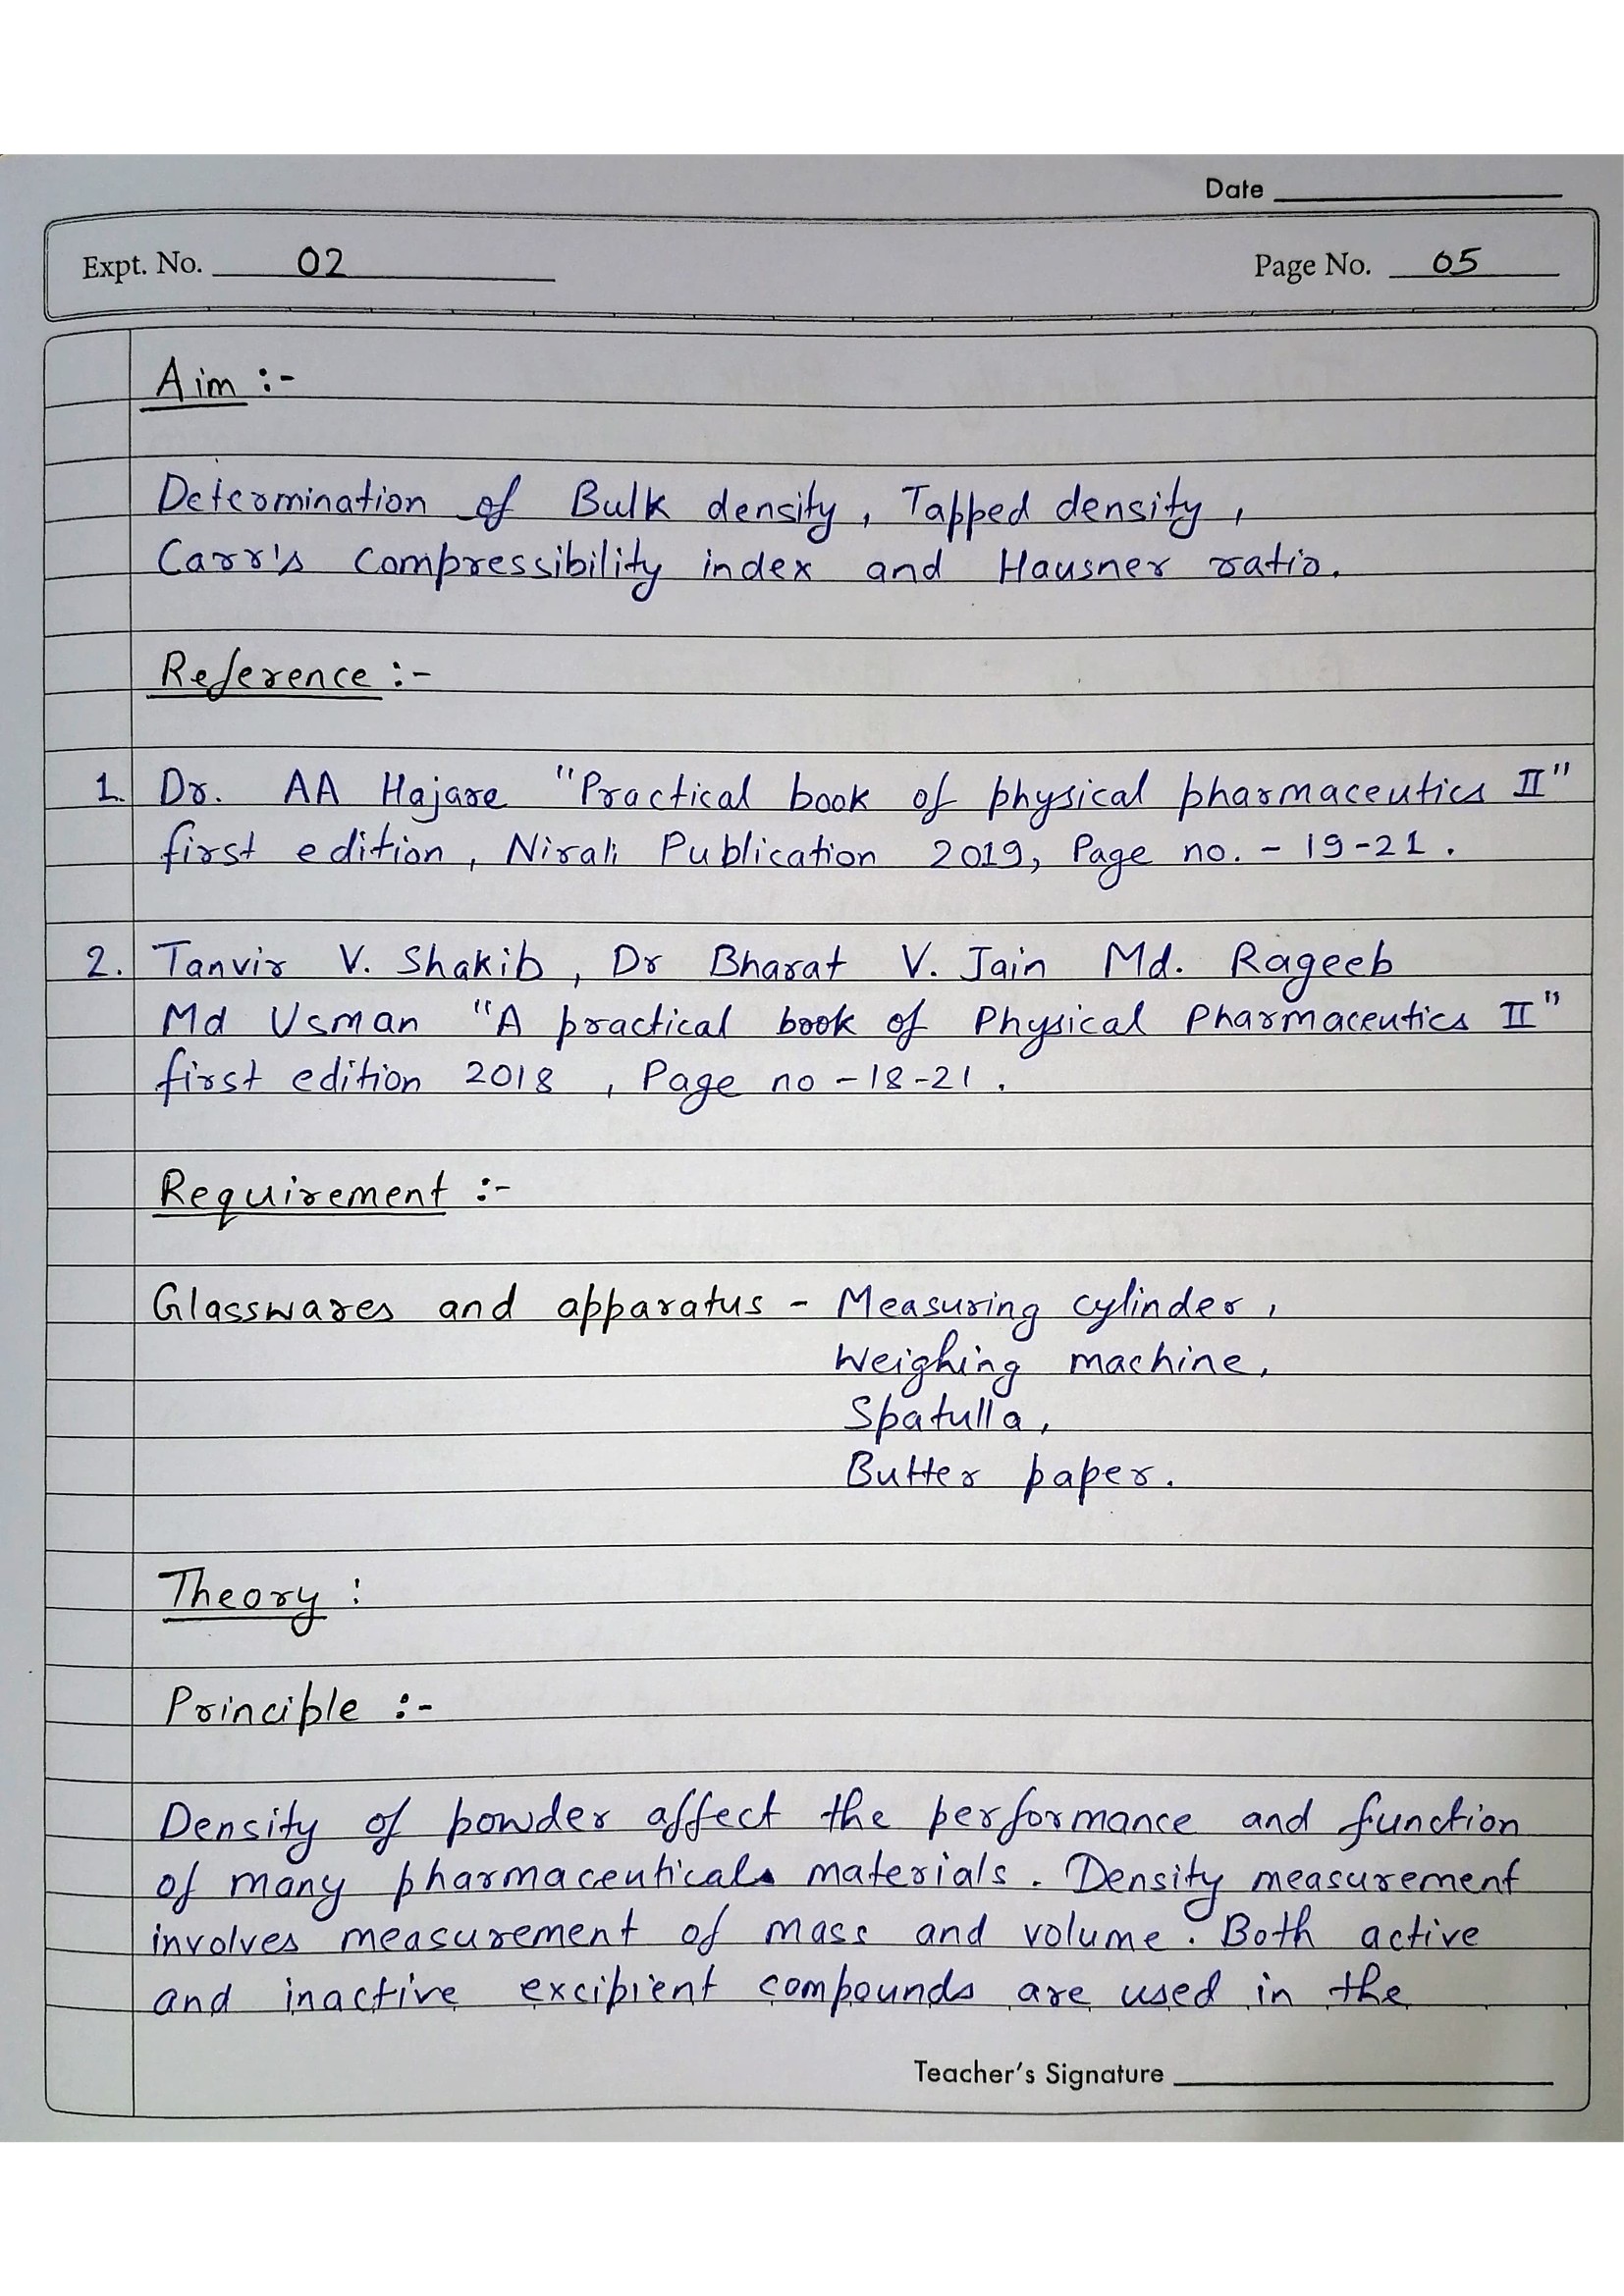 Date
Expt. No. 02
Page No. 05
Aim :-
Determination of Bulk density, Tapped density,
Carr's Compressibility index and Hausner ratio.
Reference :-
1. Dr. AA Hajare "Practical book of physical pharmaceutics II"
first edition, Nirali Publication 2019, Page no. - 19-21.
2. Tanvir V. Shakib, Dr Bharat V. Jain Md. Rageeb
Md Usman "A practical book of Physical Pharmaceutics II"
first edition 2018, Page no -18-21.
Requirement :-
Glasswares and apparatus - Measuring cylinder,
Weighing machine,
Spatulla,
Butter paper.
Theory :
Principle :-
Density of powder affect the performance and function
of many pharmaceuticals materials. Density measurement
involves measurement of mass and volume. Both active
and inactive excipient compounds are used in the
Teacher's Signature